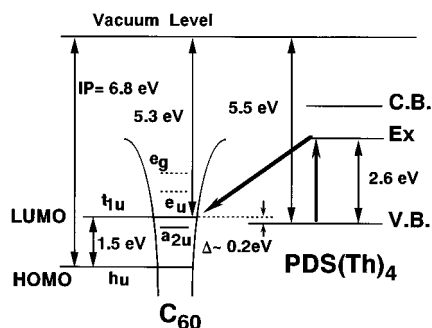 Vacuum Level
IP= 6.8 eV
5.3 eV
5.5 eV
C.B.
Ex
e_g
2.6 eV
t_1u
e_u
LUMO
V.B.
1.5 eV
a_2u
Δ~ 0.2eV
HOMO
h_u
PDS(Th)_4
C_60